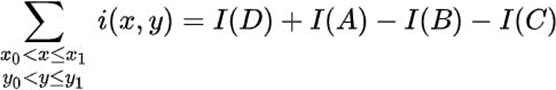 ∑ i(x, y) = I(D) + I(A) − I(B) − I(C)
x₀<x≤x₁
y₀<y≤y₁